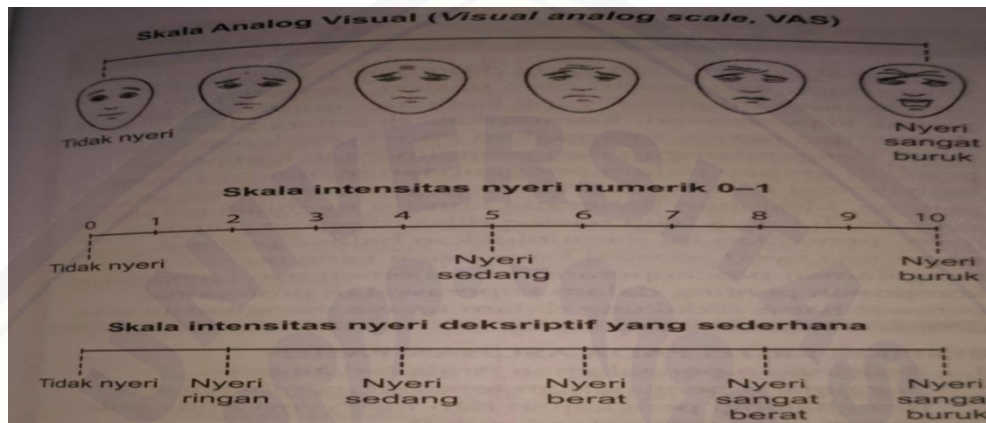 Skala Analog Visual (Visual analog scale, VAS)
Tidak nyeri
Nyeri
sangat
buruk
Skala intensitas nyeri numerik 0–1
0 1 2 3 4 5 6 7 8 9 10
Tidak nyeri
Nyeri
sedang
Nyeri
buruk
Skala intensitas nyeri deksriptif yang sederhana
Tidak nyeri
Nyeri
ringan
Nyeri
sedang
Nyeri
berat
Nyeri
sangat
berat
Nyeri
sanga
buruk
UNIVERSITAS